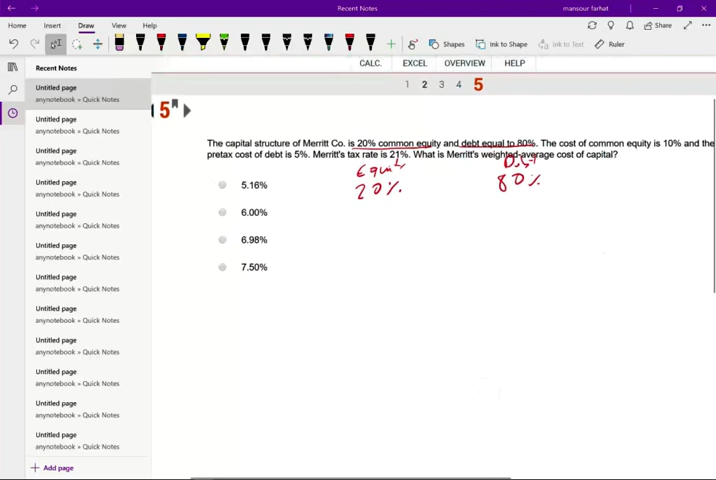 Recent Notes
mansour farhat
Home Insert Draw View Help
Share
Shapes Ink to Shape Ink to Text Ruler
Recent Notes
Untitled page
anynotebook » Quick Notes
Untitled page
anynotebook » Quick Notes
Untitled page
anynotebook » Quick Notes
Untitled page
anynotebook » Quick Notes
Untitled page
anynotebook » Quick Notes
Untitled page
anynotebook » Quick Notes
Untitled page
anynotebook » Quick Notes
Untitled page
anynotebook » Quick Notes
Untitled page
anynotebook » Quick Notes
Untitled page
anynotebook » Quick Notes
Untitled page
anynotebook » Quick Notes
Untitled page
anynotebook » Quick Notes
+ Add page
CALC. EXCEL OVERVIEW HELP
1 2 3 4 5
5
The capital structure of Merritt Co. is 20% common equity and debt equal to 80%. The cost of common equity is 10% and the
pretax cost of debt is 5%. Merritt's tax rate is 21%. What is Merritt's weighted-average cost of capital?
Equity Debt
20% 80%
5.16%
6.00%
6.98%
7.50%